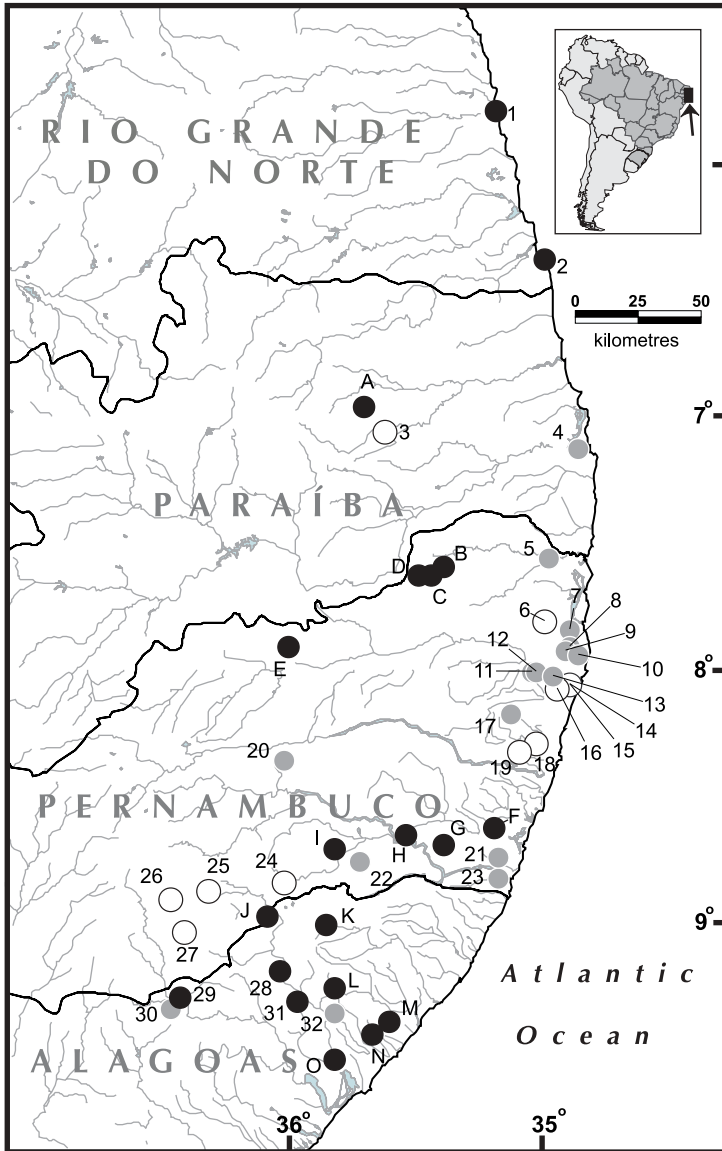 1
RIO GRANDE
DO NORTE
2
0 25 50
kilometres
A
3
7°
4
PARAÍBA
5
B
D
C
6
7
8
9
12
10
E
11
8°
13
14
17
16
15
20
19
18
PERNAMBUCO
F
G
I
H
21
22
23
24
25
26
J
K
9°
27
Atlantic
28
L
29
31
32
M
30
Ocean
N
ALAGOAS
O
36°
35°